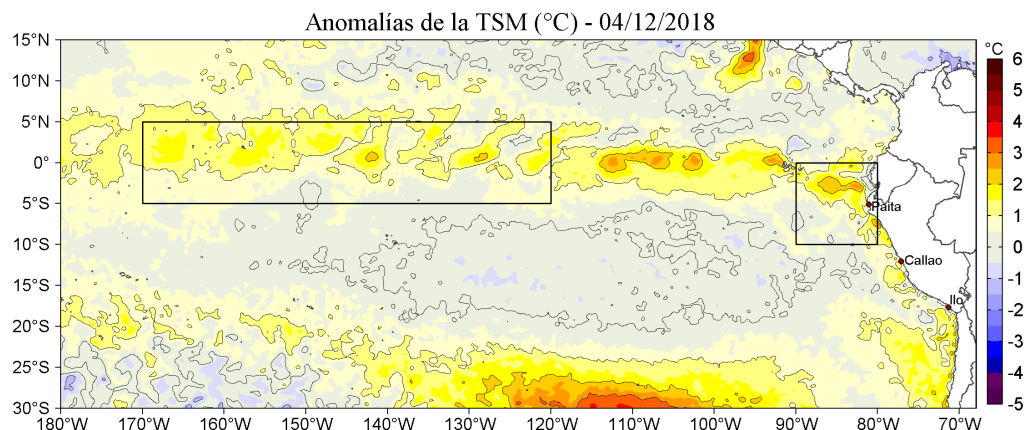 Anomalías de la TSM (°C) - 04/12/2018
15°N
10°N
5°N
0°
5°S
10°S
15°S
20°S
25°S
30°S
180°W
170°W
160°W
150°W
140°W
130°W
120°W
110°W
100°W
90°W
80°W
70°W
Paita
Callao
Ilo
°C
6
5
4
3
2
1
0
-1
-2
-3
-4
-5